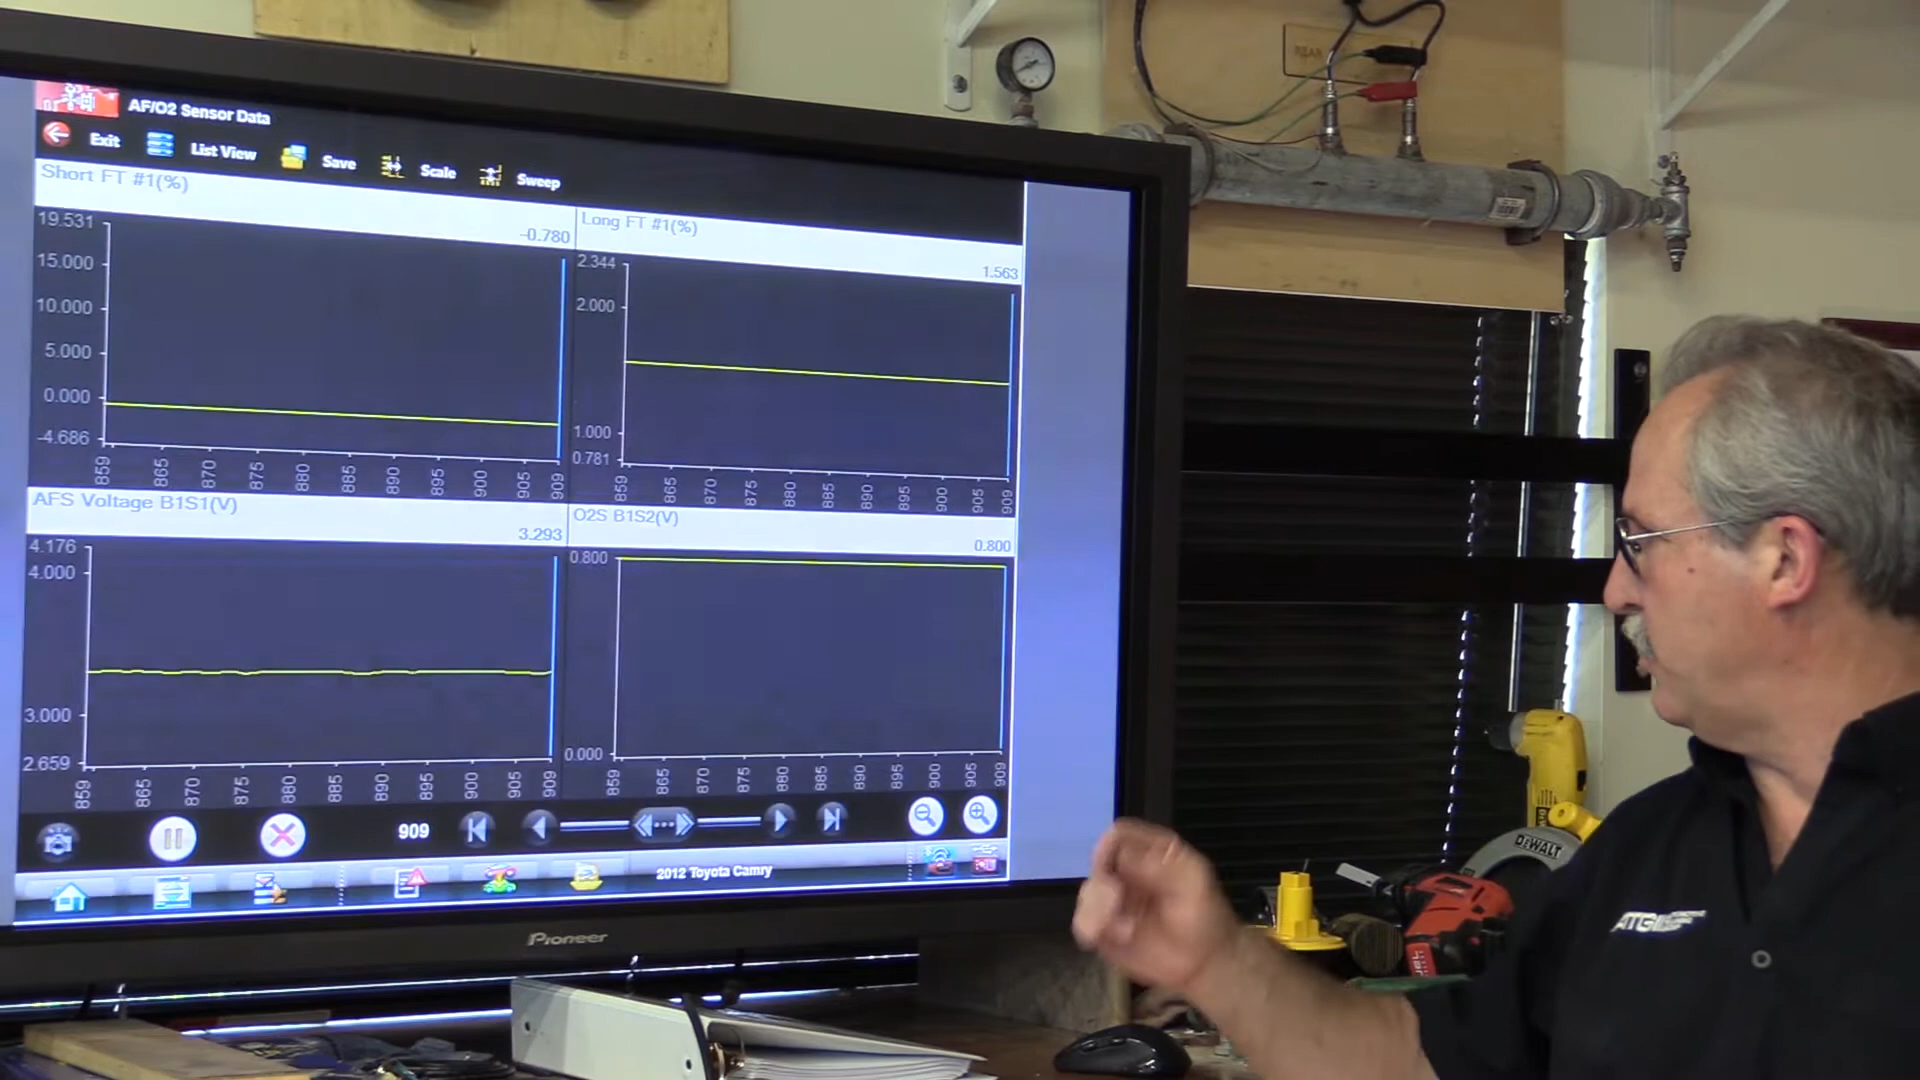 AF/O2 Sensor Data
Exit List View Save Scale Sweep
Short FT #1(%)
-0.780
19.531
15.000
10.000
5.000
0.000
-4.686
859 865 870 875 880 885 890 895 900 905 909
Long FT #1(%)
1.563
2.344
2.000
1.000
0.781
859 865 870 875 880 885 890 895 900 905 909
AFS Voltage B1S1(V)
3.293
4.176
4.000
3.000
2.659
859 865 870 875 880 885 890 895 900 905 909
O2S B1S2(V)
0.800
0.800
0.000
859 865 870 875 880 885 890 895 900 905 909
909
2012 Toyota Camry
Pioneer
REAR
DEWALT
FUEL
ATG